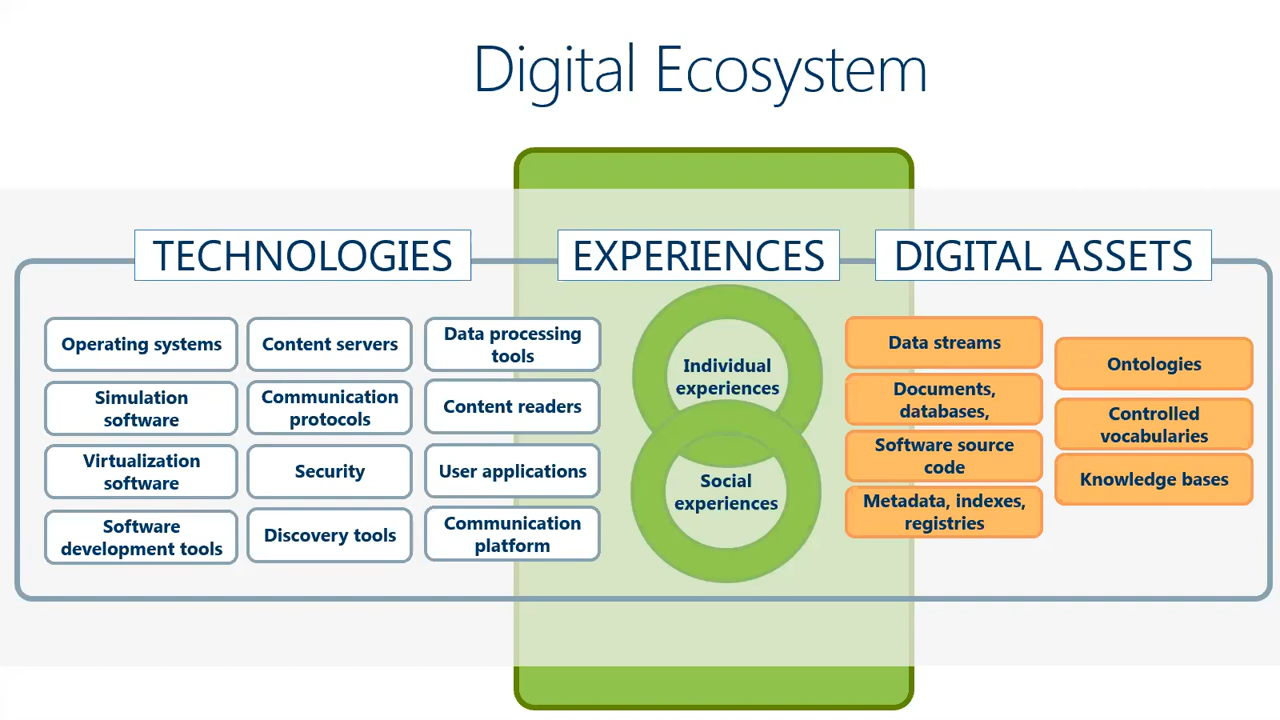 Digital Ecosystem
TECHNOLOGIES
Operating systems
Content servers
Data processing
tools
Simulation
software
Communication
protocols
Content readers
Virtualization
software
Security
User applications
Software
development tools
Discovery tools
Communication
platform
EXPERIENCES
Individual
experiences
Social
experiences
DIGITAL ASSETS
Data streams
Documents,
databases,
Software source
code
Metadata, indexes,
registries
Ontologies
Controlled
vocabularies
Knowledge bases